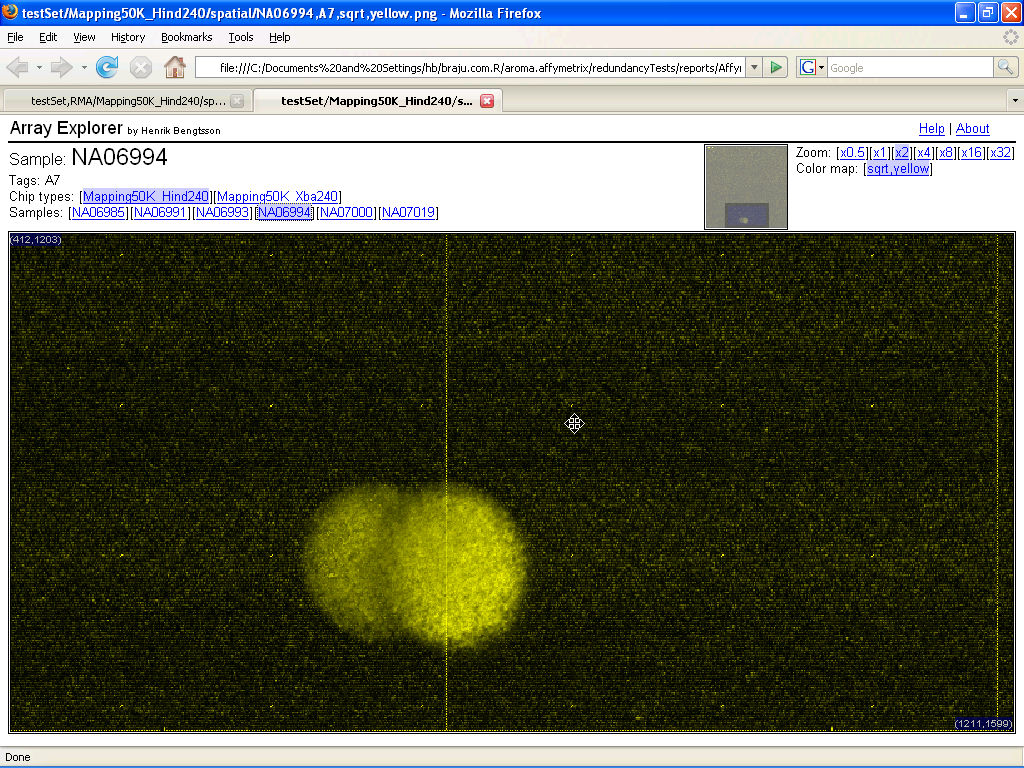 testSet/Mapping50K_Hind240/spatial/NA06994,A7,sqrt,yellow.png - Mozilla Firefox
File Edit View History Bookmarks Tools Help
file:///C:/Documents%20and%20Settings/hb/braju.com.R/aroma.affymetrix/redundancyTests/reports/Affyı G Google
testSet,RMA/Mapping50K_Hind240/sp... testSet/Mapping50K_Hind240/s...
Array Explorer by Henrik Bengtsson Help | About
Sample: NA06994 Zoom: [x0.5][x1][x2][x4][x8][x16][x32]
Color map: [sqrt,yellow]
Tags: A7
Chip types: [Mapping50K_Hind240][Mapping50K_Xba240]
Samples: [NA06985][NA06991][NA06993][NA06994][NA07000][NA07019]
(412,1203)
(1211,1599)
Done